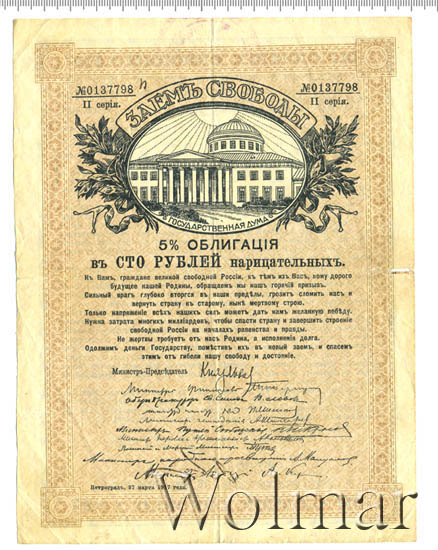 №0137798 №0137798
II серія. II серія.
ЗАЕМЪ СВОБОДЫ
ГОСУДАРСТВЕННАЯ ДУМА
5% ОБЛИГАЦІЯ
въ СТО РУБЛЕЙ нарицательныхъ.
Къ Вамъ, граждане великой свободной Россіи, къ тѣмъ изъ Васъ, кому дорого
будущее нашей Родины, обращаемъ мы нашъ горячій призывъ.
Сильный врагъ глубоко вторгся въ наши предѣлы, грозитъ сломить насъ и
вернуть страну къ старому, нынѣ мертвому строю.
Только напряженіе всѣхъ нашихъ силъ можетъ дать намъ желанную побѣду.
Нужна затрата многихъ милліардовъ, чтобы спасти страну и завершить строеніе
свободной Россіи на началахъ равенства и правды.
Не жертвы требуетъ отъ насъ Родина, а исполненія долга.
Одолжимъ деньги Государству, помѣстивъ ихъ въ новый заемъ, и спасемъ
этимъ отъ гибели нашу свободу и достояніе.
Министръ-Предсѣдатель Кн. Львовъ
Министръ Финансовъ
Петроградъ, 27 марта 1917 года.
Wolmar